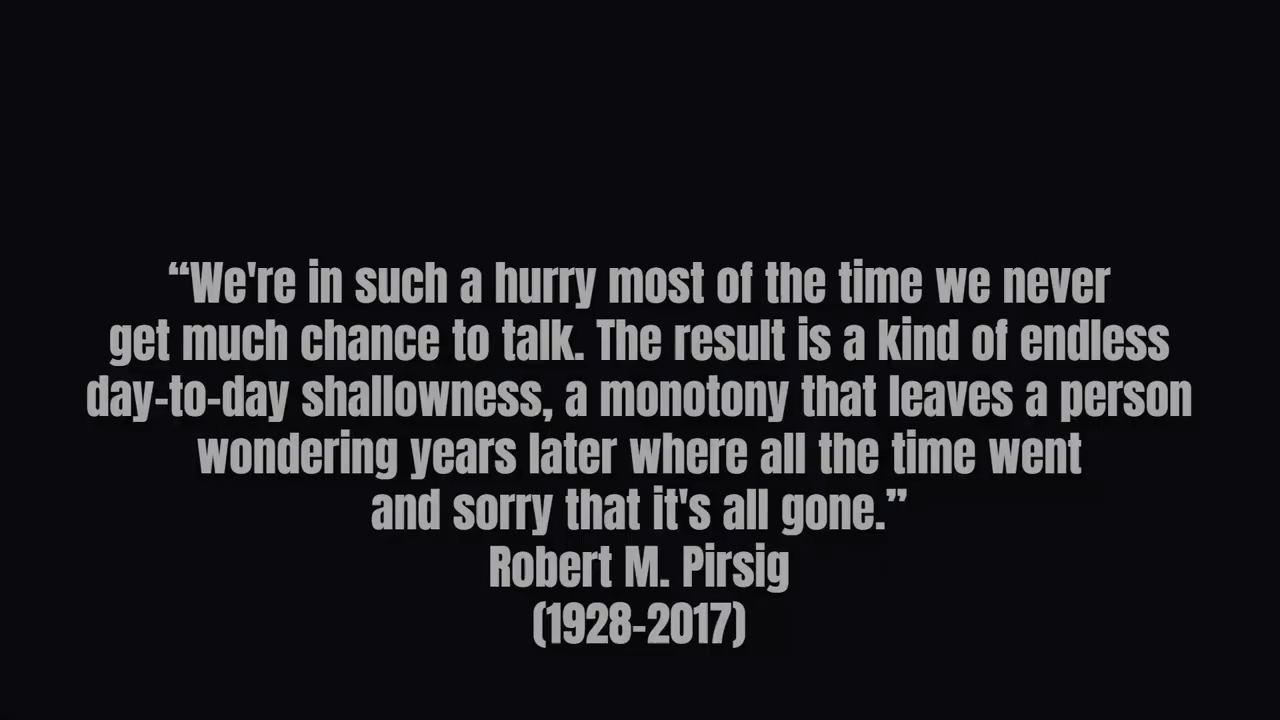 “We're in such a hurry most of the time we never
get much chance to talk. The result is a kind of endless
day-to-day shallowness, a monotony that leaves a person
wondering years later where all the time went
and sorry that it's all gone.”
Robert M. Pirsig
(1928-2017)